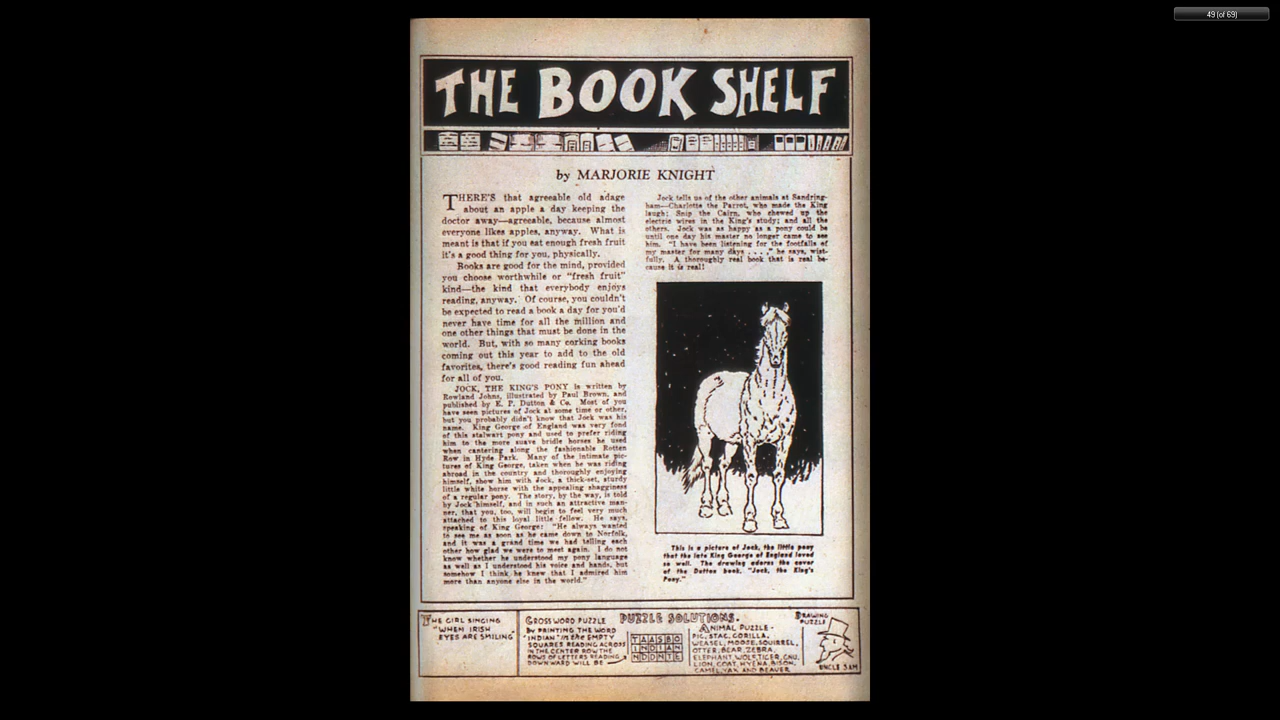 49 (of 69)
THE BOOK SHELF
by MARJORIE KNIGHT
THERE'S that agreeable old adage
about an apple a day keeping the
doctor away—agreeable, because almost
everyone likes apples, anyway. What is
meant is that if you eat enough fresh fruit
it's a good thing for you, physically.
Books are good for the mind, provided
you choose worthwhile or "fresh fruit"
kind—the kind that everybody enjoys
reading, anyway. Of course, you couldn't
be expected to read a book a day for you'd
never have time for all the million and
one other things that must be done in the
world. But, with so many corking books
coming out this year to add to the old
favorites, there's good reading fun ahead
for all of you.
JOCK, THE KING'S PONY is written by
Rowland Johns, illustrated by Paul Brown, and
published by E. P. Dutton & Co. Most of you
have seen pictures of Jock at some time or other,
but you probably didn't know that Jock was his
name. King George of England was very fond
of this stalwart pony and used to prefer riding
him to the more suave bridle horses he used
when cantering along the fashionable Rotten
Row in Hyde Park. Many of the intimate pic-
tures of King George, taken when he was riding
abroad in the country and thoroughly enjoying
himself, show him with Jock, a thick-set, sturdy
little white horse with the appealing shagginess
of a regular pony. The story, by the way, is told
by Jock himself, and in such an attractive man-
ner, that you, too, will begin to feel very much
attached to this loyal little fellow. He says,
speaking of King George: "He always wanted
to see me as soon as he came down to Norfolk,
and it was a grand time we had telling each
other how glad we were to meet again. I do not
know whether he understood my pony language
as well as I understood his voice and hands, but
somehow I think he knew that I admired him
more than anyone else in the world."
Jock tells us of the other animals at Sandring-
ham—Charlotte the Parrot, who made the King
laugh; Snip the Cairn, who chewed up the
electric wires in the King's study; and all the
others. Jock was as happy as a pony could be
until one day his master no longer came to see
him. "I have been listening for the footfalls of
my master for many days . . . .," he says, wist-
fully. A thoroughly real book that is real be-
cause it is real!
This is a picture of Jock, the little pony
that the late King George of England loved
so well. The drawing adorns the cover
of the Dutton book, "Jock, the King's
Pony."
PUZZLE SOLUTIONS.
THE GIRL SINGING
"WHEN IRISH
EYES ARE SMILING"
CROSS WORD PUZZLE
BY PRINTING THE WORD
"INDIAN" IN the EMPTY
SQUARES READING ACROSS
IN THE CENTER ROW THE
ROWS OF LETTERS READING
DOWNWARD WILL BE
TAASBO
INDIAN
NDDNTE
ANIMAL PUZZLE-
PIG, STAG, GORILLA,
WEASEL, MOOSE, SQUIRREL,
OTTER, BEAR, ZEBRA,
ELEPHANT, WOLF, TIGER, GNU,
LION, GOAT, HYENA, BISON,
CAMEL, YAK AND BEAVER
DRAWING
PUZZLE
UNCLE SAM